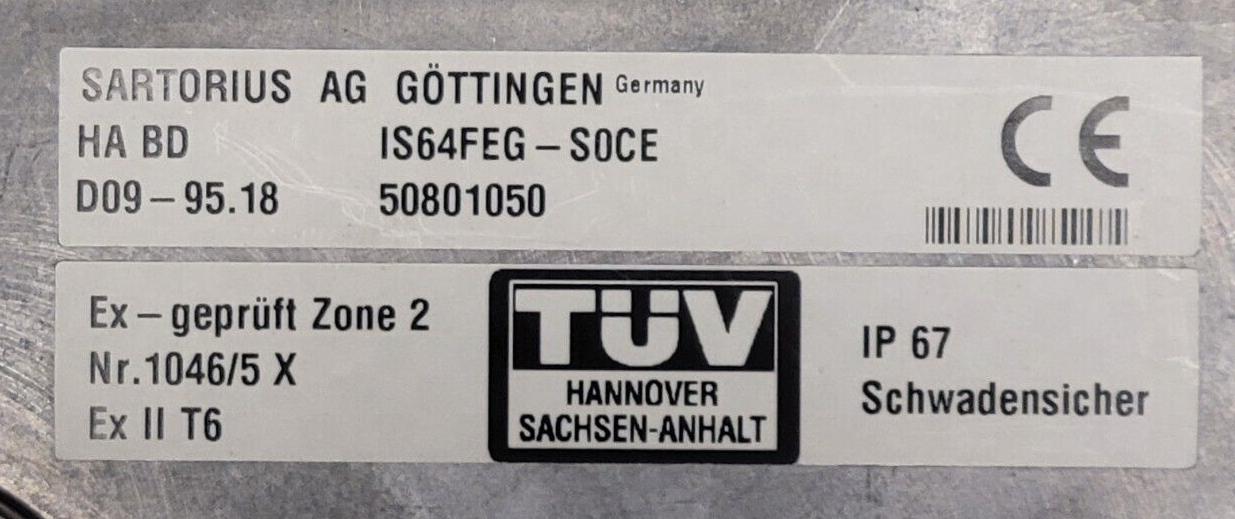 SARTORIUS AG GÖTTINGEN Germany
HA BD IS64FEG – S0CE
D09 – 95.18 50801050
CE
Ex – geprüft Zone 2
Nr.1046/5 X
Ex II T6
TÜV
HANNOVER
SACHSEN-ANHALT
IP 67
Schwadensicher